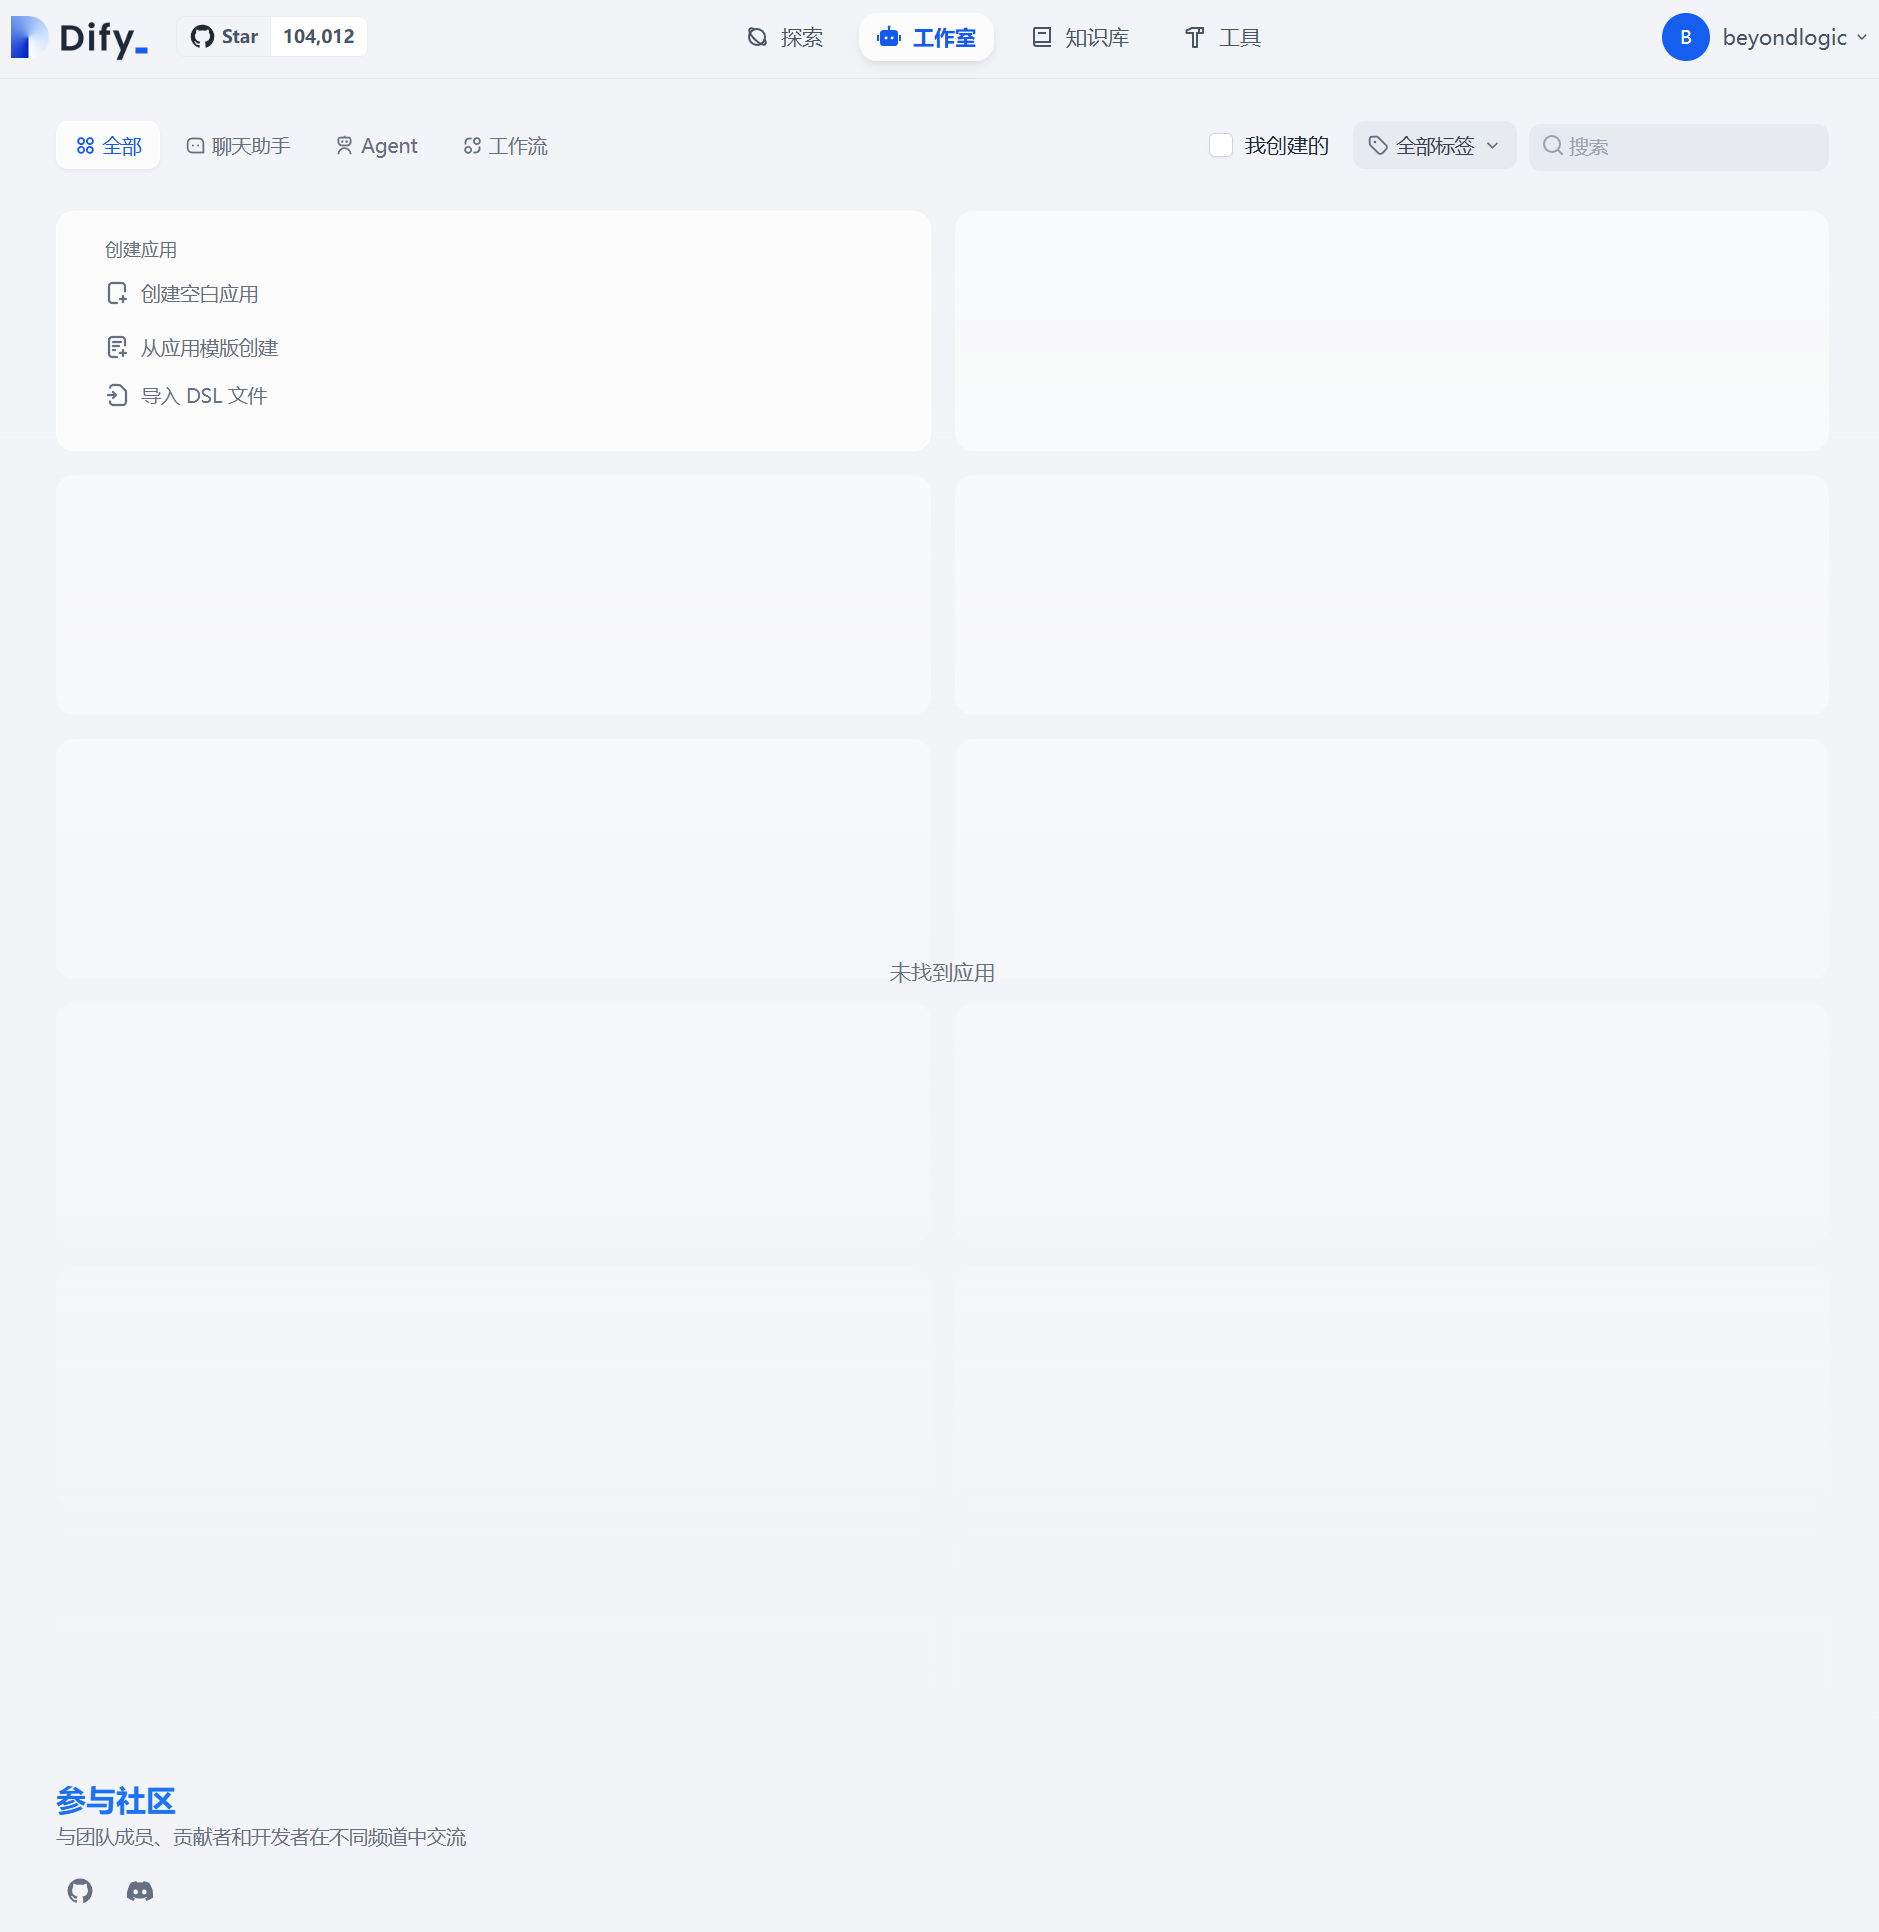 Dify_
Star 104,012
探索 工作室 知识库 工具
B beyondlogic
全部 聊天助手 Agent 工作流
我创建的 全部标签 搜索
创建应用
创建空白应用
从应用模版创建
导入 DSL 文件
未找到应用
参与社区
与团队成员、贡献者和开发者在不同频道中交流